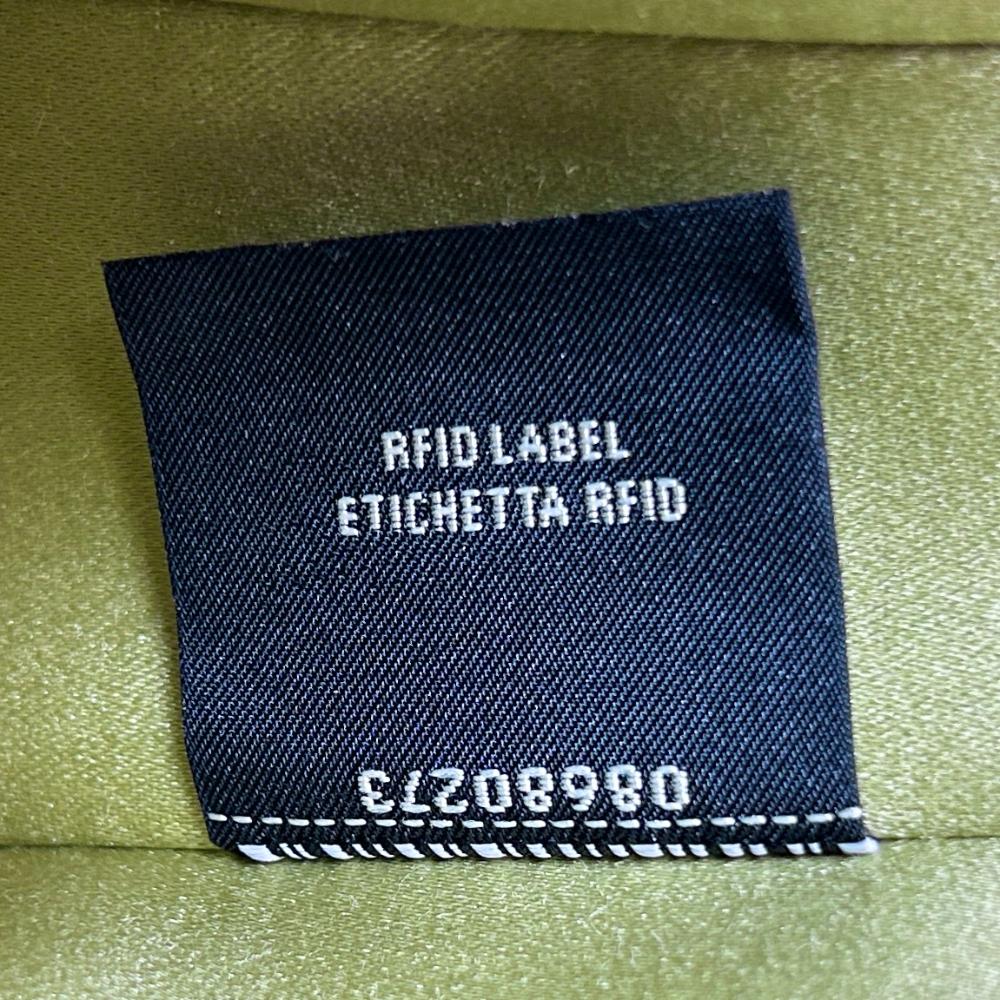 RFID LABEL
ETICHETTA RFID
08680273